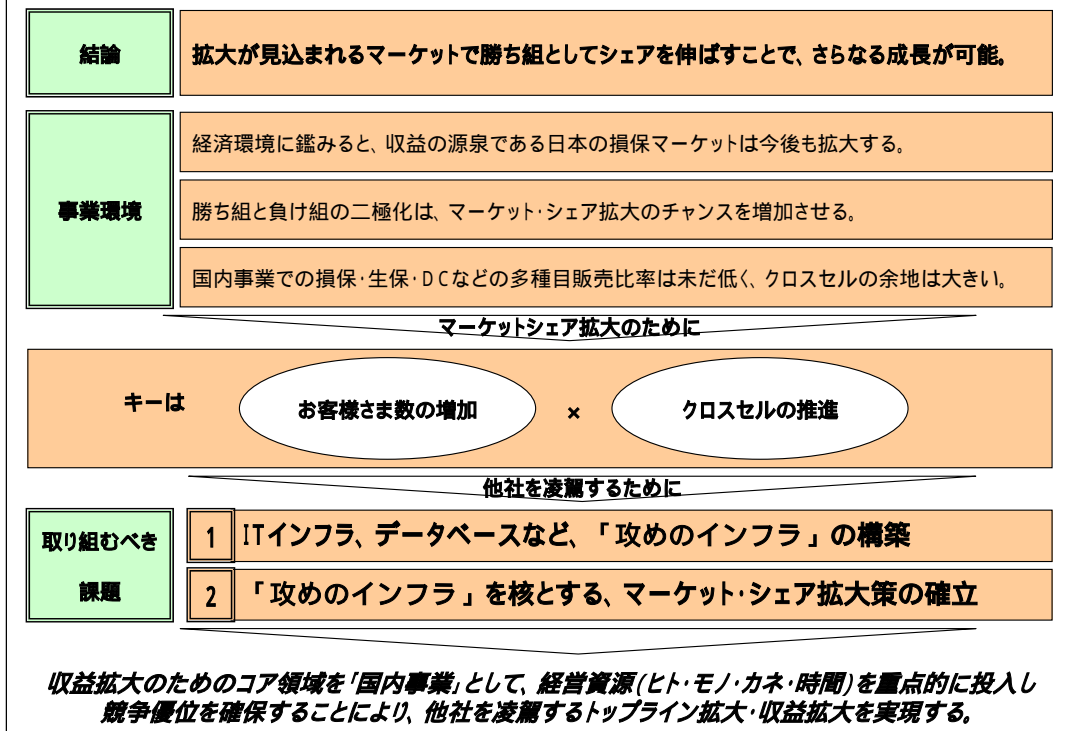 結論
拡大が見込まれるマーケットで勝ち組としてシェアを伸ばすことで、さらなる成長が可能。
事業環境
経済環境に鑑みると、収益の源泉である日本の損保マーケットは今後も拡大する。
勝ち組と負け組の二極化は、マーケット・シェア拡大のチャンスを増加させる。
国内事業での損保・生保・DCなどの多種目販売比率は未だ低く、クロスセルの余地は大きい。
マーケットシェア拡大のために
キーは
お客様さま数の増加
×
クロスセルの推進
他社を凌駕するために
取り組むべき
課題
1 ITインフラ、データベースなど、「攻めのインフラ」の構築
2 「攻めのインフラ」を核とする、マーケット・シェア拡大策の確立
収益拡大のためのコア領域を「国内事業」として、経営資源(ヒト・モノ・カネ・時間)を重点的に投入し
競争優位を確保することにより、他社を凌駕するトップライン拡大・収益拡大を実現する。